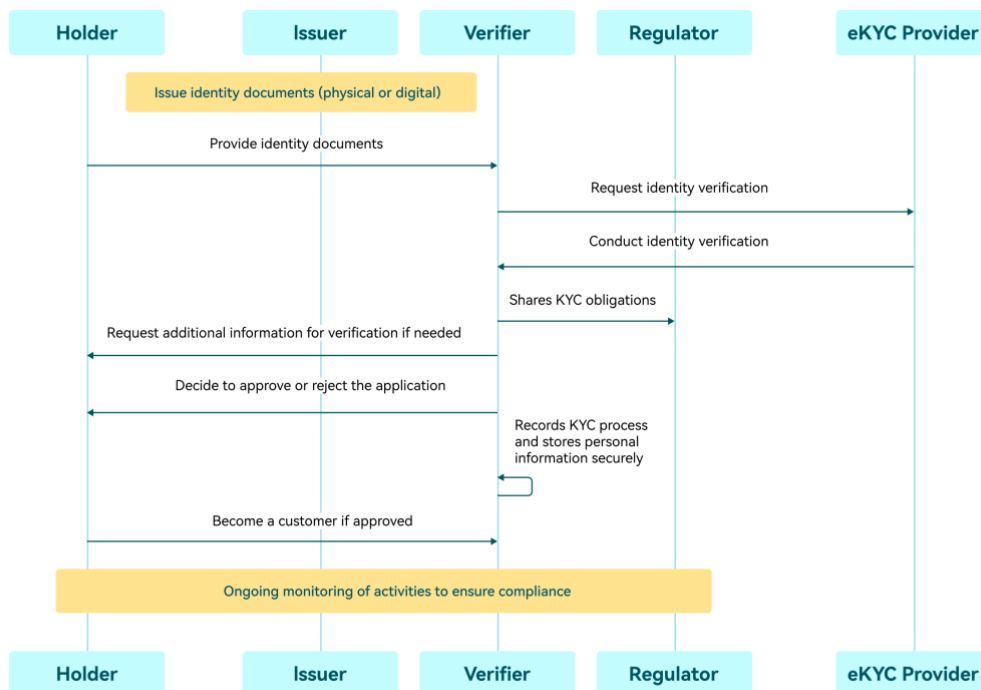 Holder Issuer Verifier Regulator eKYC Provider
Issue identity documents (physical or digital)
Provide identity documents
Request identity verification
Conduct identity verification
Shares KYC obligations
Request additional information for verification if needed
Decide to approve or reject the application
Records KYC process
and stores personal
information securely
Become a customer if approved
Ongoing monitoring of activities to ensure compliance
Holder Issuer Verifier Regulator eKYC Provider